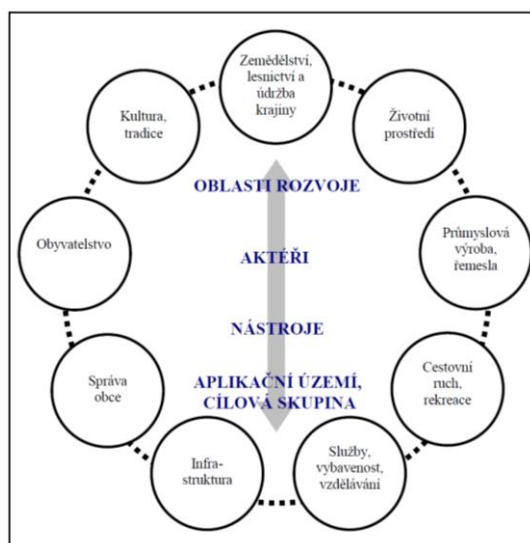 Zemědělství,
lesnictví a
údržba
krajiny
Životní
prostředí
Průmyslová
výroba,
řemesla
Cestovní
ruch,
rekreace
Služby,
vybavenost,
vzdělávání
Infra-
struktura
Správa
obce
Obyvatelstvo
Kultura,
tradice
OBLASTI ROZVOJE
AKTÉŘI
NÁSTROJE
APLIKAČNÍ ÚZEMÍ,
CÍLOVÁ SKUPINA